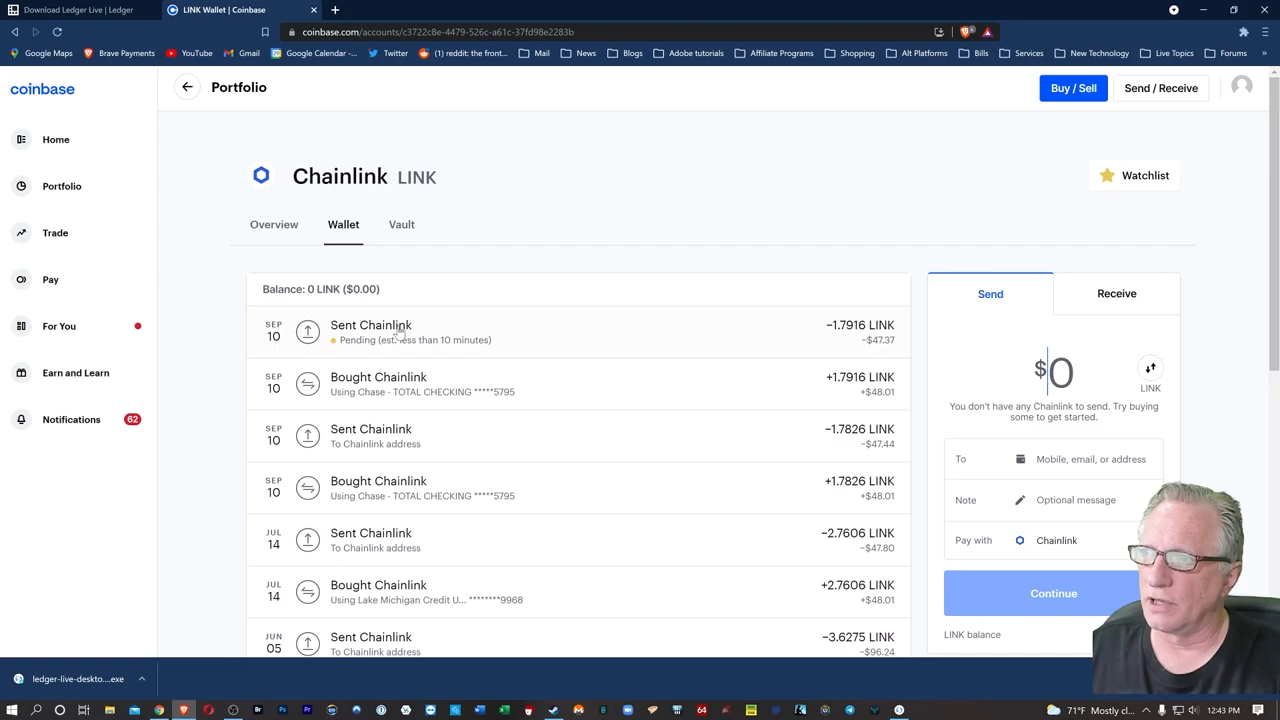 Download Ledger Live | Ledger
LINK Wallet | Coinbase
coinbase.com/accounts/c3722c8e-4479-526c-a61c-37fd98e2283b
Google Maps
Brave Payments
YouTube
Gmail
Google Calendar -...
Twitter
[1] reddit: the front...
Mail
News
Blogs
Adobe tutorials
Affiliate Programs
Shopping
Alt Platforms
Bills
Services
New Technology
Live Topics
Forums
coinbase
Home
Portfolio
Trade
Pay
For You
Earn and Learn
Notifications
62
Portfolio
Buy / Sell
Send / Receive
Chainlink LINK
Watchlist
Overview
Wallet
Vault
Balance: 0 LINK ($0.00)
SEP
10
Sent Chainlink
Pending (est. less than 10 minutes)
−1.7916 LINK
−$47.37
SEP
10
Bought Chainlink
Using Chase - TOTAL CHECKING *****5795
+1.7916 LINK
+$48.01
SEP
10
Sent Chainlink
To Chainlink address
−1.7826 LINK
−$47.44
SEP
10
Bought Chainlink
Using Chase - TOTAL CHECKING *****5795
+1.7826 LINK
+$48.01
JUL
14
Sent Chainlink
To Chainlink address
−2.7606 LINK
−$47.80
JUL
14
Bought Chainlink
Using Lake Michigan Credit U... ********9968
+2.7606 LINK
+$48.01
JUN
05
Sent Chainlink
To Chainlink address
−3.6275 LINK
−$96.24
Send
Receive
$0
LINK
You don't have any Chainlink to send. Try buying
some to get started.
To
Mobile, email, or address
Note
Optional message
Pay with
Chainlink
Continue
LINK balance
ledger-live-deskto....exe
71°F Mostly cl...
12:43 PM